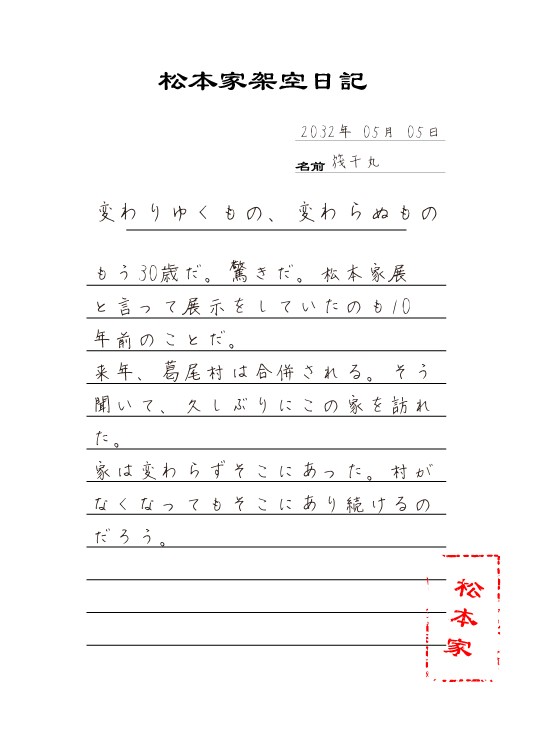 松本家架空日記
2032年 05月 05日
名前 筏千丸
変わりゆくもの、変わらぬもの
もう30歳だ。驚きだ。松本家展
と言って展示をしていたのも10
年前のことだ。
来年、葛尾村は合併される。そう
聞いて、久しぶりにこの家を訪れ
た。
家は変わらずそこにあった。村が
なくなってもそこにあり続けるの
だろう。
松本家